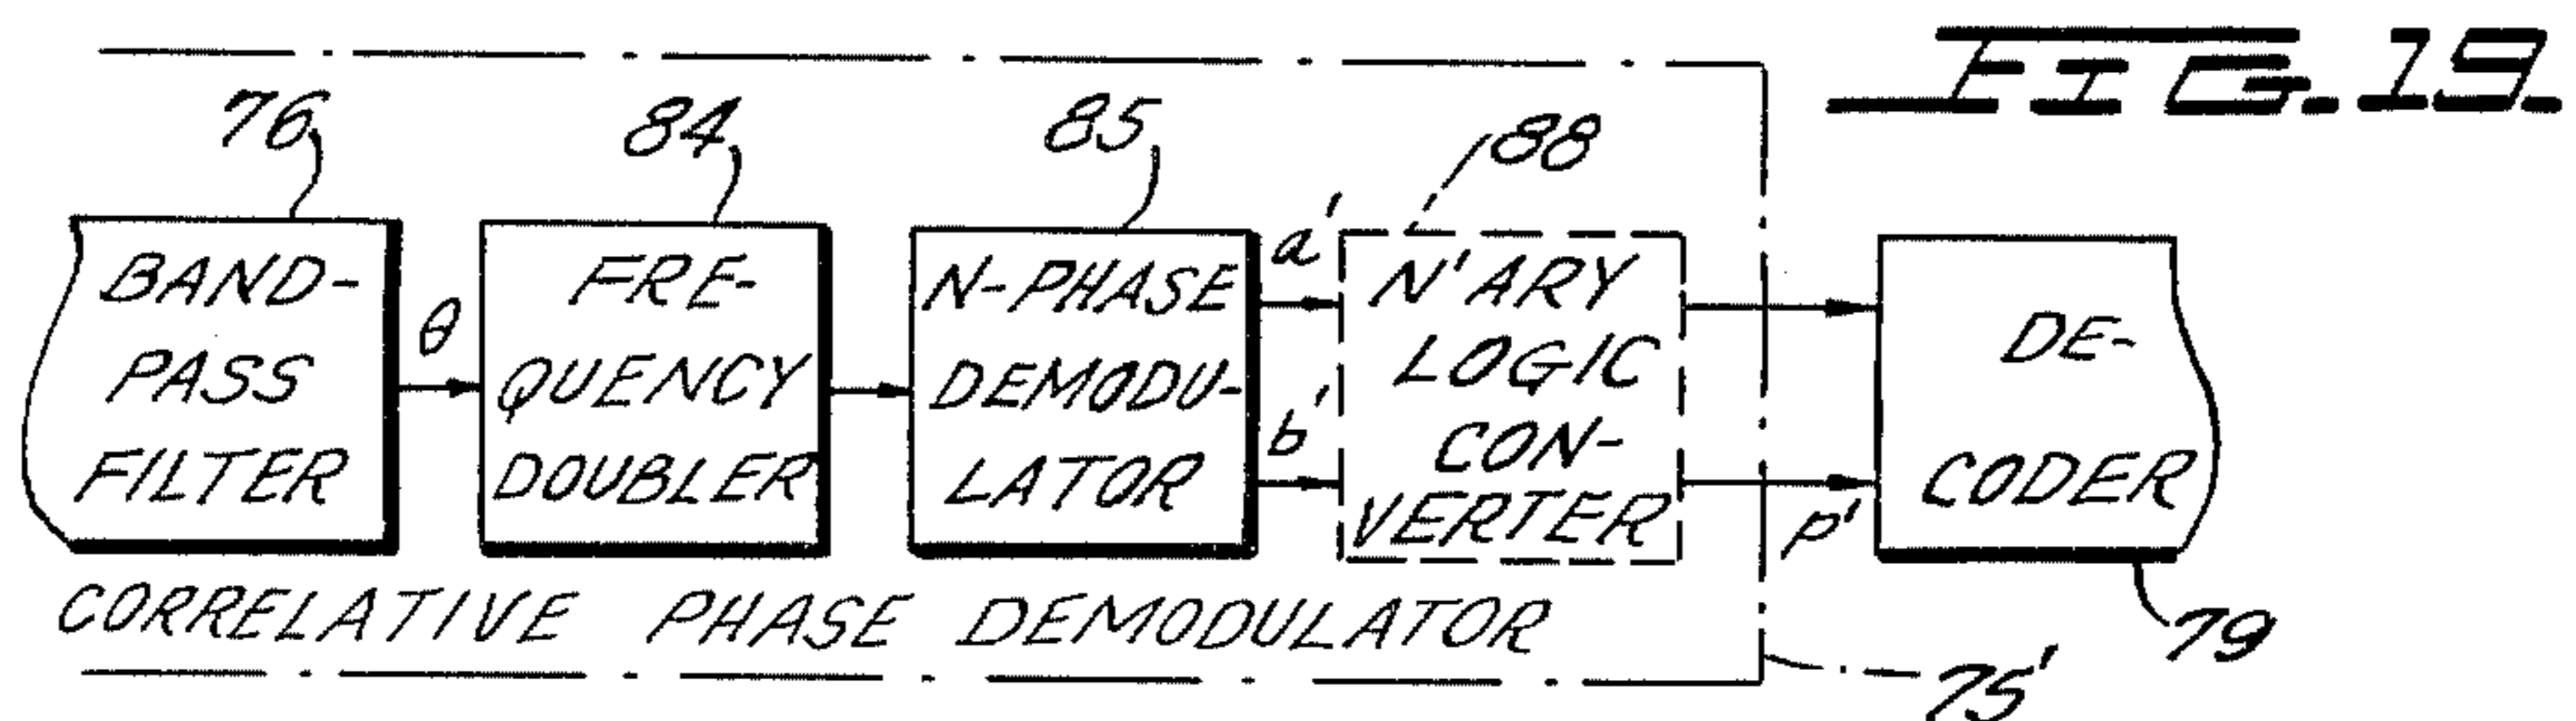 FIG. 19.
76
84
85
88
BAND-
PASS
FILTER
θ
FRE-
QUENCY
DOUBLER
N-PHASE
DEMODU-
LATOR
a'
b'
N'ARY
LOGIC
CON-
VERTER
p'
DE-
CODER
CORRELATIVE PHASE DEMODULATOR
79
75'